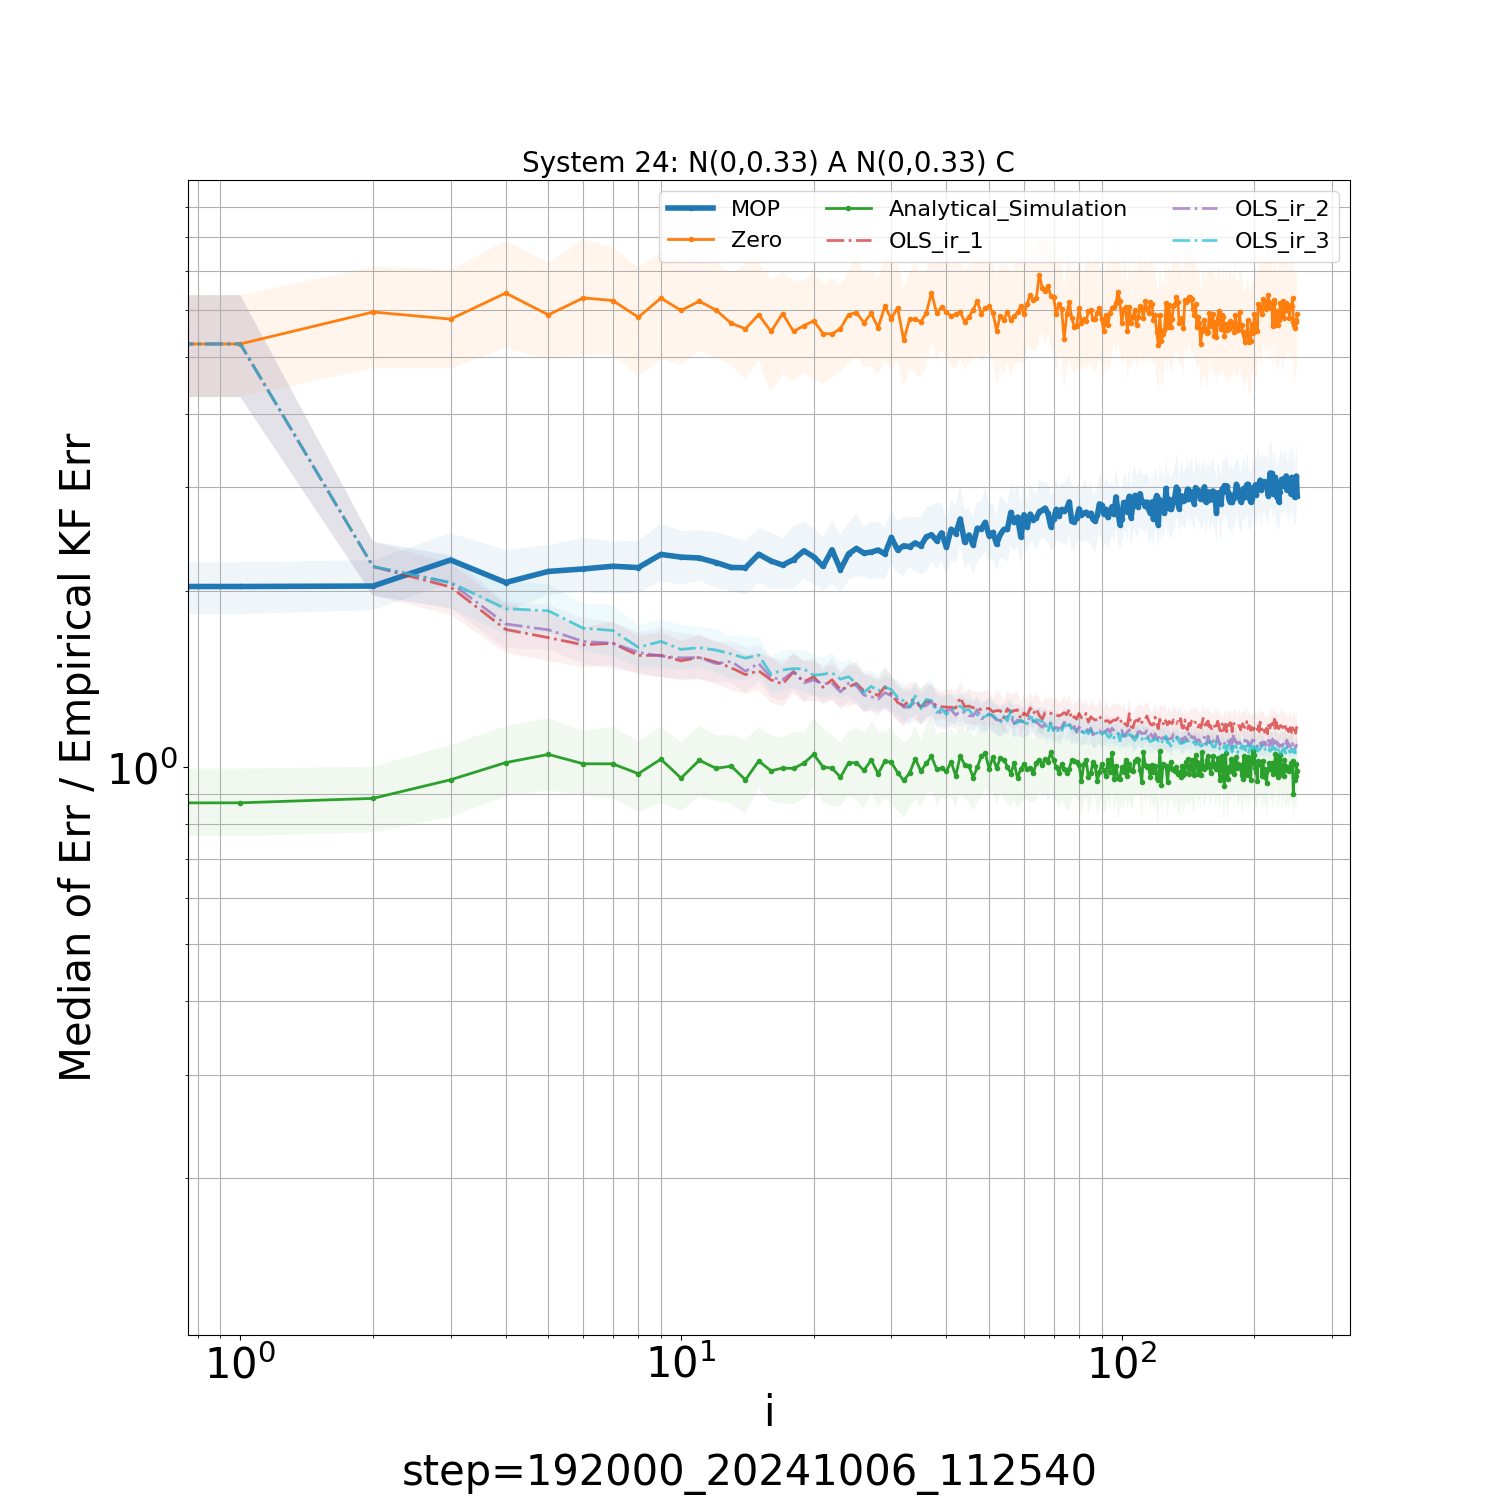 System 24: N(0,0.33) A N(0,0.33) C
MOP
Zero
Analytical_Simulation
OLS_ir_1
OLS_ir_2
OLS_ir_3
Median of Err / Empirical KF Err
10⁰
10⁰
10¹
10²
i
step=192000_20241006_112540